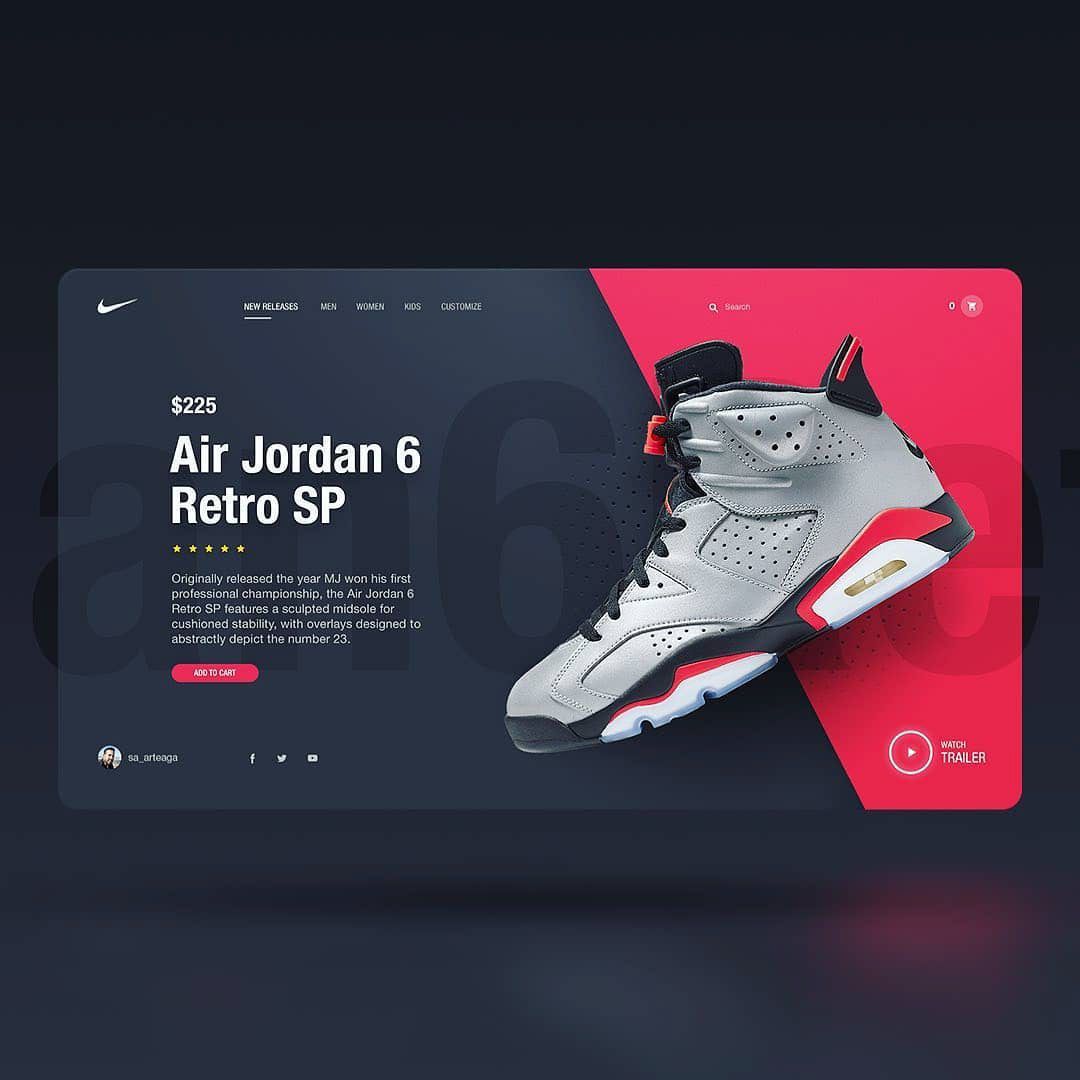 NEW RELEASES MEN WOMEN KIDS CUSTOMIZE Search 0
$225
Air Jordan 6
Retro SP
Originally released the year MJ won his first
professional championship, the Air Jordan 6
Retro SP features a sculpted midsole for
cushioned stability, with overlays designed to
abstractly depict the number 23.
ADD TO CART
sa_arteaga
WATCH
TRAILER
an6
e